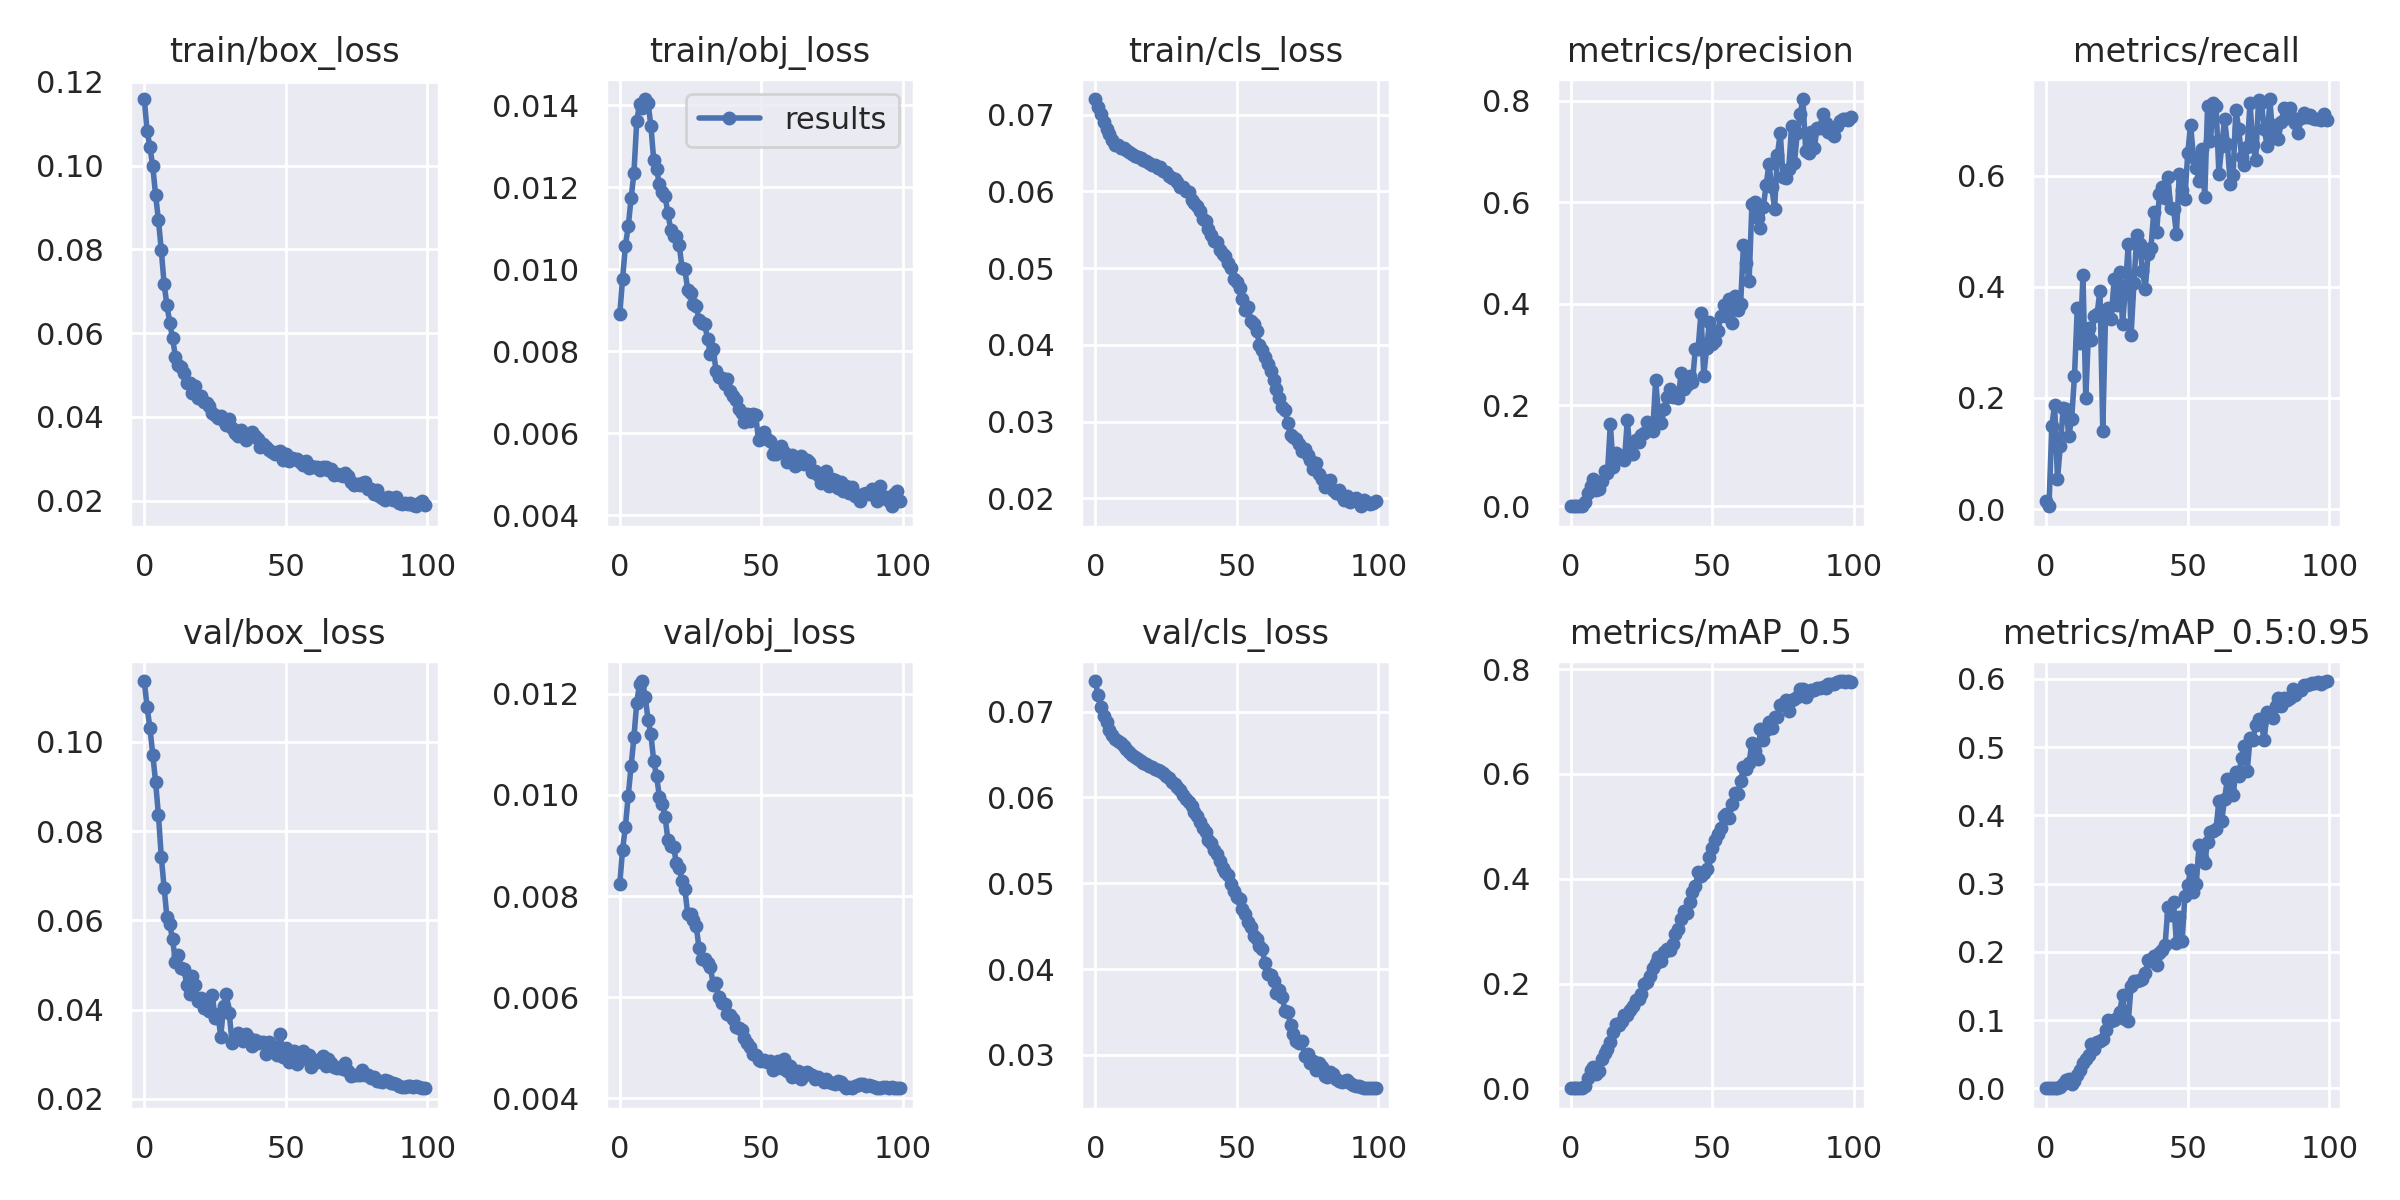 train/box_loss
0.12
0.10
0.08
0.06
0.04
0.02
0 50 100
train/obj_loss
results
0.014
0.012
0.010
0.008
0.006
0.004
0 50 100
train/cls_loss
0.07
0.06
0.05
0.04
0.03
0.02
0 50 100
metrics/precision
0.8
0.6
0.4
0.2
0.0
0 50 100
metrics/recall
0.6
0.4
0.2
0.0
0 50 100
val/box_loss
0.10
0.08
0.06
0.04
0.02
0 50 100
val/obj_loss
0.012
0.010
0.008
0.006
0.004
0 50 100
val/cls_loss
0.07
0.06
0.05
0.04
0.03
0 50 100
metrics/mAP_0.5
0.8
0.6
0.4
0.2
0.0
0 50 100
metrics/mAP_0.5:0.95
0.6
0.5
0.4
0.3
0.2
0.1
0.0
0 50 100